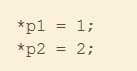 *p1 = 1;
*p2 = 2;